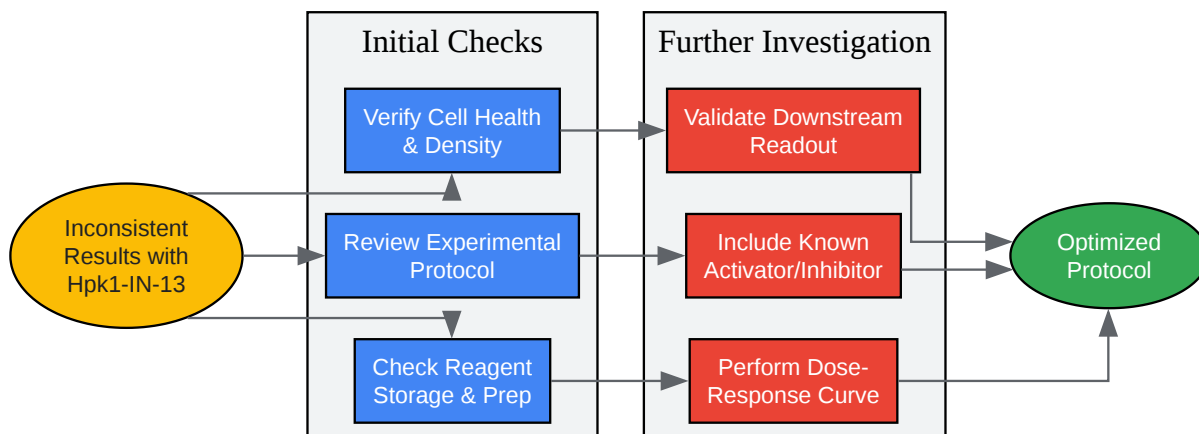 Initial Checks
Further Investigation
Verify Cell Health
& Density
Validate Downstream
Readout
Inconsistent
Results with
Hpk1-IN-13
Review Experimental
Protocol
Include Known
Activator/Inhibitor
Optimized
Protocol
Check Reagent
Storage & Prep
Perform Dose-
Response Curve